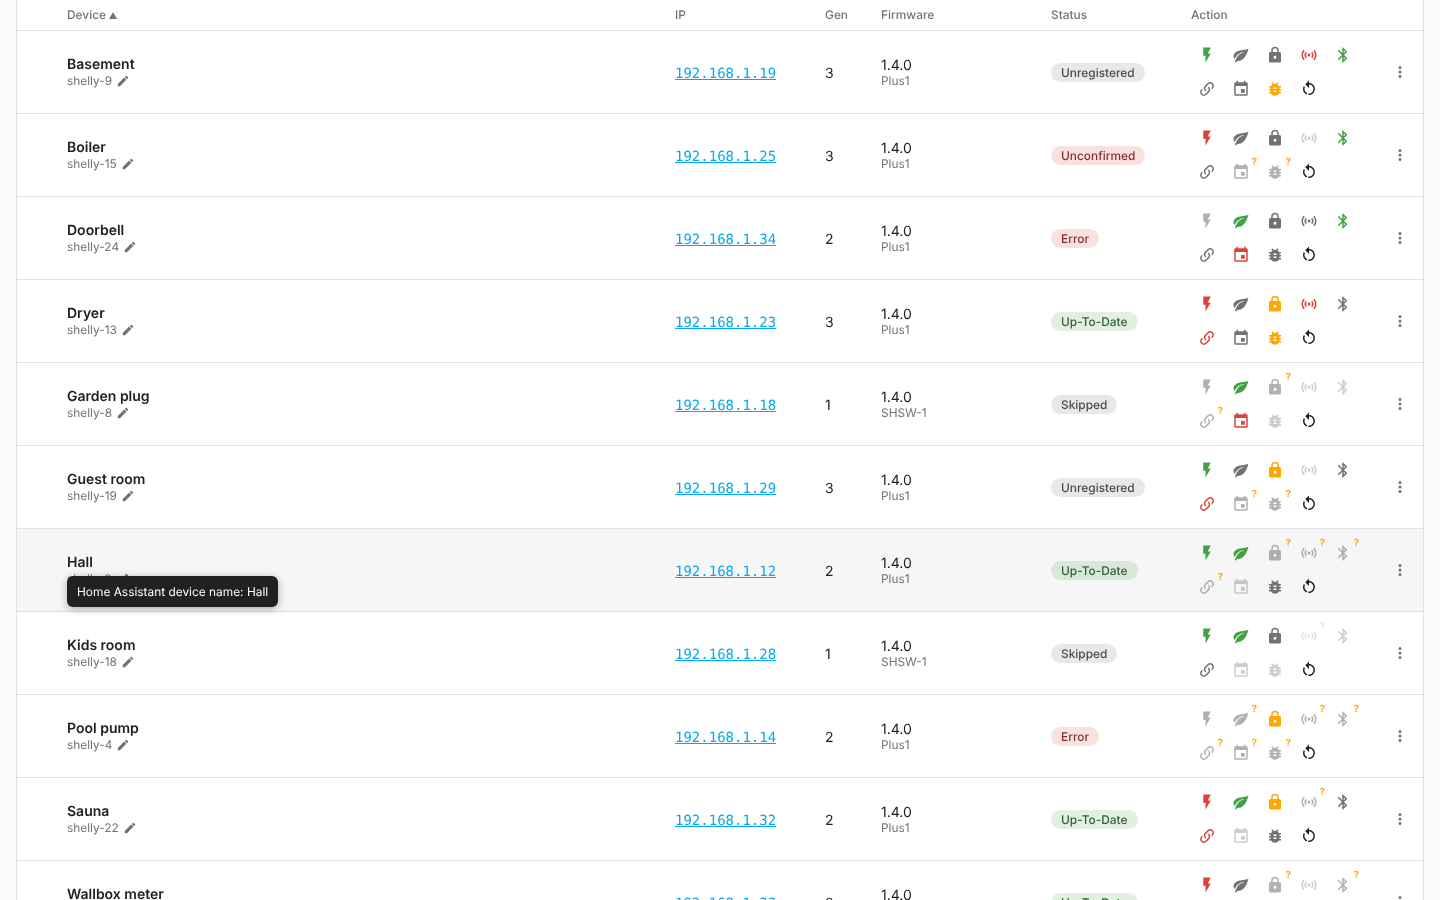 Device ▲ IP Gen Firmware Status Action
Basement
shelly-9
192.168.1.19
3
1.4.0
Plus1
Unregistered
Boiler
shelly-15
192.168.1.25
3
1.4.0
Plus1
Unconfirmed
? ?
Doorbell
shelly-24
192.168.1.34
2
1.4.0
Plus1
Error
Dryer
shelly-13
192.168.1.23
3
1.4.0
Plus1
Up-To-Date
Garden plug
shelly-8
192.168.1.18
1
1.4.0
SHSW-1
Skipped
?
?
Guest room
shelly-19
192.168.1.29
3
1.4.0
Plus1
Unregistered
? ?
Hall
Home Assistant device name: Hall
192.168.1.12
2
1.4.0
Plus1
Up-To-Date
? ? ?
?
Kids room
shelly-18
192.168.1.28
1
1.4.0
SHSW-1
Skipped
?
Pool pump
shelly-4
192.168.1.14
2
1.4.0
Plus1
Error
? ? ?
? ? ?
Sauna
shelly-22
192.168.1.32
2
1.4.0
Plus1
Up-To-Date
?
Wallbox meter
1.4.0
? ?